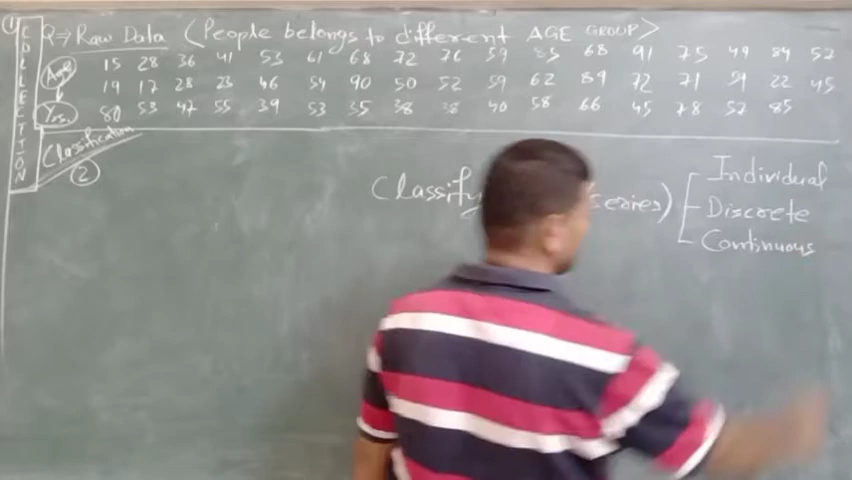 ① Q⇒ Raw Data (People belongs to different AGE GROUP)
COLLECTION
Age 15 28 36 41 53 61 68 72 76 59 85 68 91 75 49 84 52
19 17 28 23 46 54 90 50 52 59 62 89 72 71 59 22 45
Yrs. 80 53 47 55 39 53 35 38 38 40 58 66 45 78 52 85
Classification
②
Classify series)
Individual
Discrete
Continuous